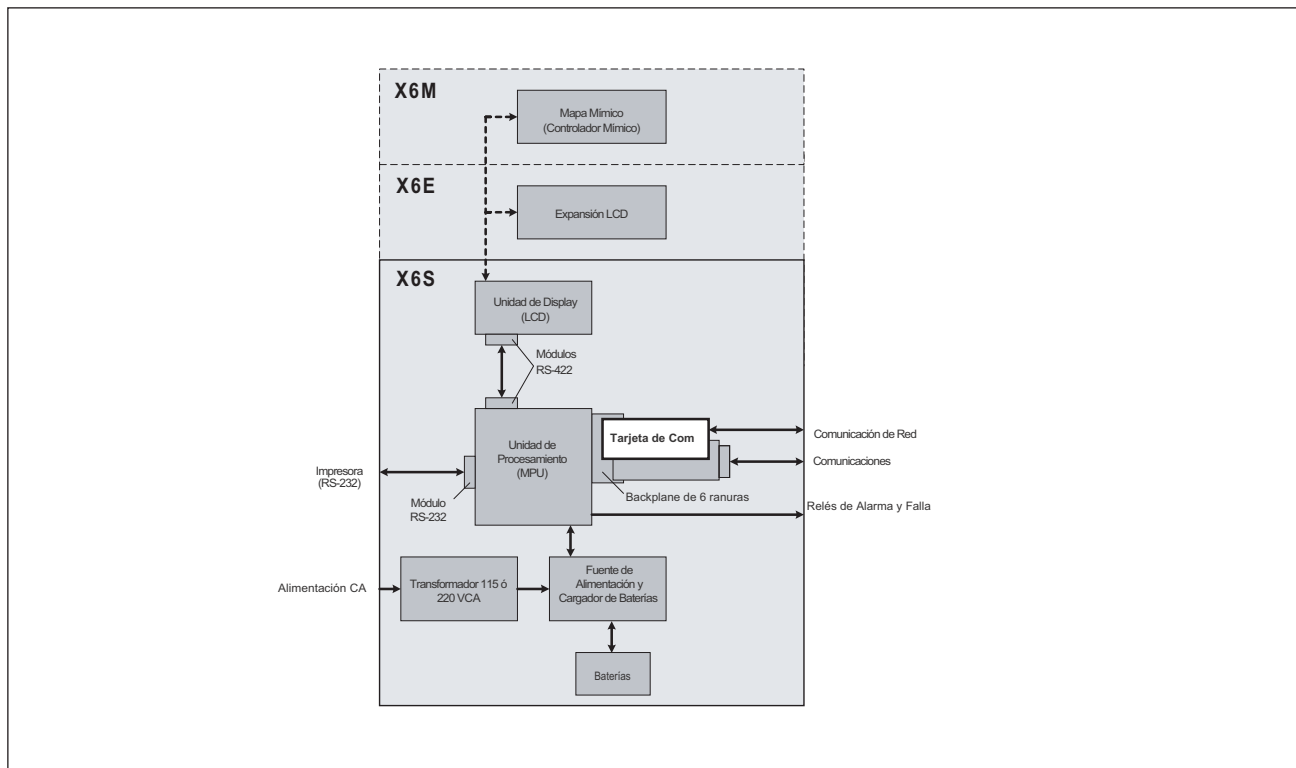 X6M
Mapa Mímico
(Controlador Mímico)
X6E
Expansión LCD
X6S
Unidad de Display
(LCD)
Módulos
RS-422
Tarjeta de Com
Comunicación de Red
Unidad de
Procesamiento
(MPU)
Comunicaciones
Impresora
(RS-232)
Módulo
RS-232
Backplane de 6 ranuras
Relés de Alarma y Falla
Alimentación CA
Transformador 115 ó
220 VCA
Fuente de
Alimentación y
Cargador de Baterías
Baterías